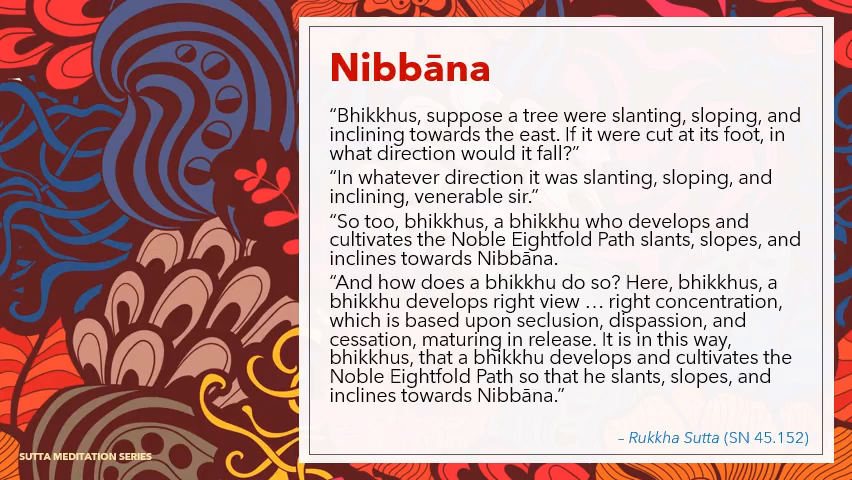 Nibbāna
“Bhikkhus, suppose a tree were slanting, sloping, and
inclining towards the east. If it were cut at its foot, in
what direction would it fall?”
“In whatever direction it was slanting, sloping, and
inclining, venerable sir.”
“So too, bhikkhus, a bhikkhu who develops and
cultivates the Noble Eightfold Path slants, slopes, and
inclines towards Nibbāna.
“And how does a bhikkhu do so? Here, bhikkhus, a
bhikkhu develops right view … right concentration,
which is based upon seclusion, dispassion, and
cessation, maturing in release. It is in this way,
bhikkhus, that a bhikkhu develops and cultivates the
Noble Eightfold Path so that he slants, slopes, and
inclines towards Nibbāna.”
– Rukkha Sutta (SN 45.152)
SUTTA MEDITATION SERIES